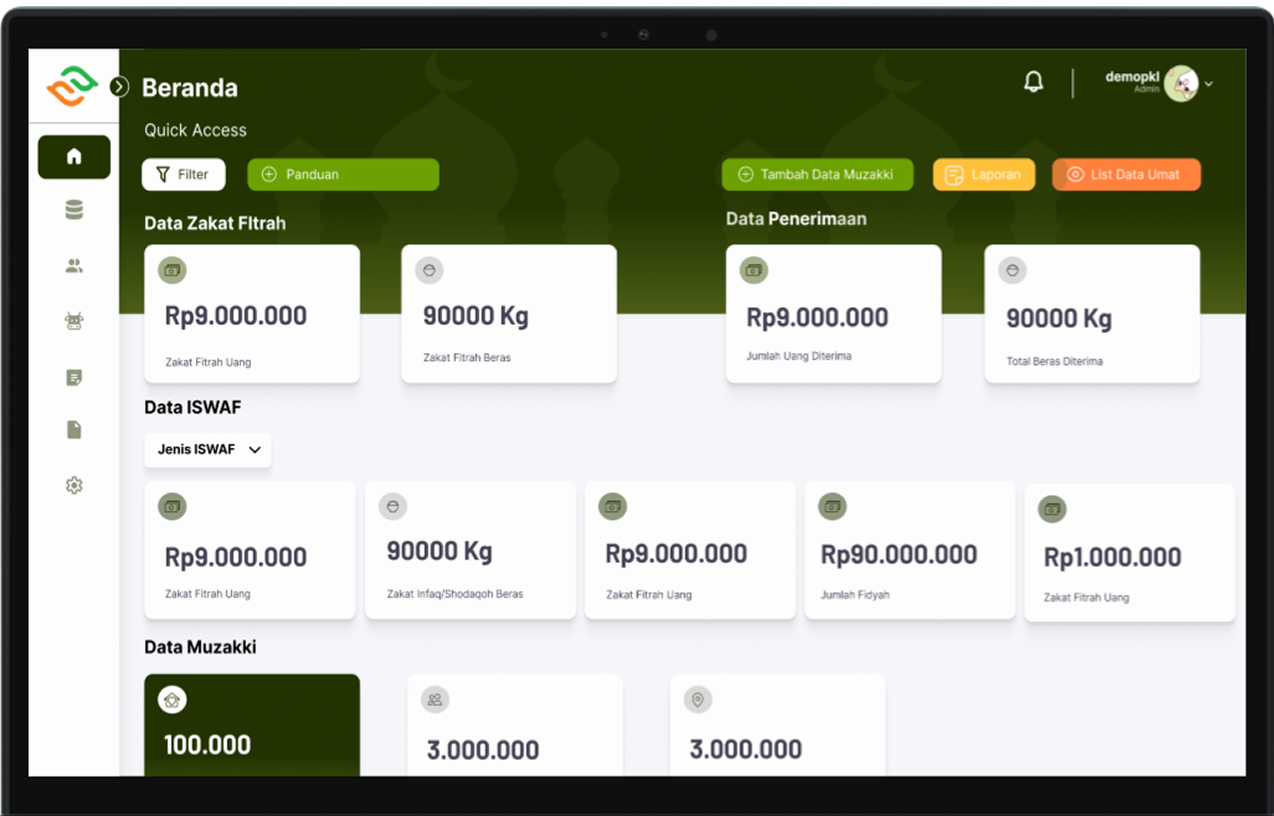 Beranda
demopkl
Admin
Quick Access
Filter
Panduan
Tambah Data Muzakki
Laporan
List Data Umat
Data Zakat FItrah
Data Penerimaan
Rp9.000.000
Zakat Fitrah Uang
90000 Kg
Zakat Fitrah Beras
Rp9.000.000
Jumlah Uang Diterima
90000 Kg
Total Beras Diterima
Data ISWAF
Jenis ISWAF
Rp9.000.000
Zakat Fitrah Uang
90000 Kg
Zakat Infaq/Shodaqoh Beras
Rp9.000.000
Zakat Fitrah Uang
Rp90.000.000
Jumlah Fidyah
Rp1.000.000
Zakat Fitrah Uang
Data Muzakki
100.000
3.000.000
3.000.000